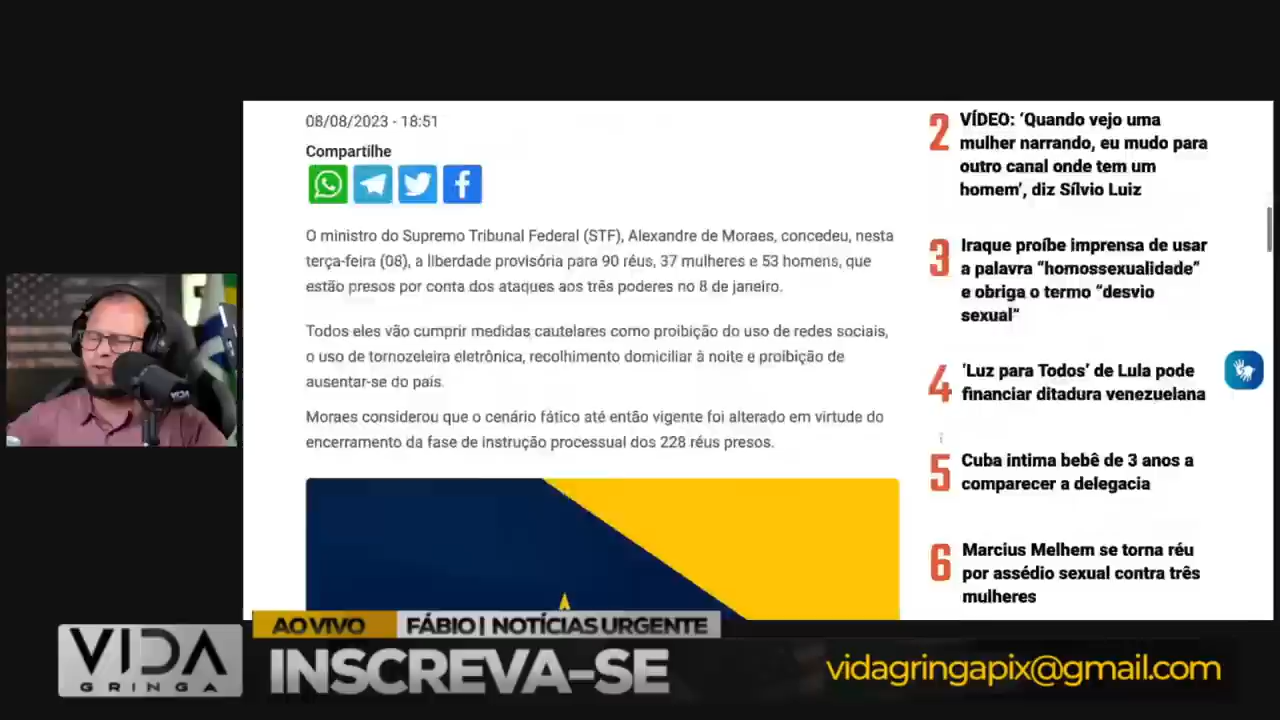 08/08/2023 - 18:51
Compartilhe
O ministro do Supremo Tribunal Federal (STF), Alexandre de Moraes, concedeu, nesta
terça-feira (08), a liberdade provisória para 90 réus, 37 mulheres e 53 homens, que
estão presos por conta dos ataques aos três poderes no 8 de janeiro.
Todos eles vão cumprir medidas cautelares como proibição do uso de redes sociais,
o uso de tornozeleira eletrônica, recolhimento domiciliar à noite e proibição de
ausentar-se do país.
Moraes considerou que o cenário fático até então vigente foi alterado em virtude do
encerramento da fase de instrução processual dos 228 réus presos.
2
VÍDEO: ‘Quando vejo uma
mulher narrando, eu mudo para
outro canal onde tem um
homem’, diz Sílvio Luiz
3
Iraque proíbe imprensa de usar
a palavra “homossexualidade”
e obriga o termo “desvio
sexual”
4
‘Luz para Todos’ de Lula pode
financiar ditadura venezuelana
5
Cuba intima bebê de 3 anos a
comparecer a delegacia
6
Marcius Melhem se torna réu
por assédio sexual contra três
mulheres
VIDA
AO VIVO FÁBIO | NOTÍCIAS URGENTE
VIDA
GRINGA
INSCREVA-SE
vidagringapix@gmail.com